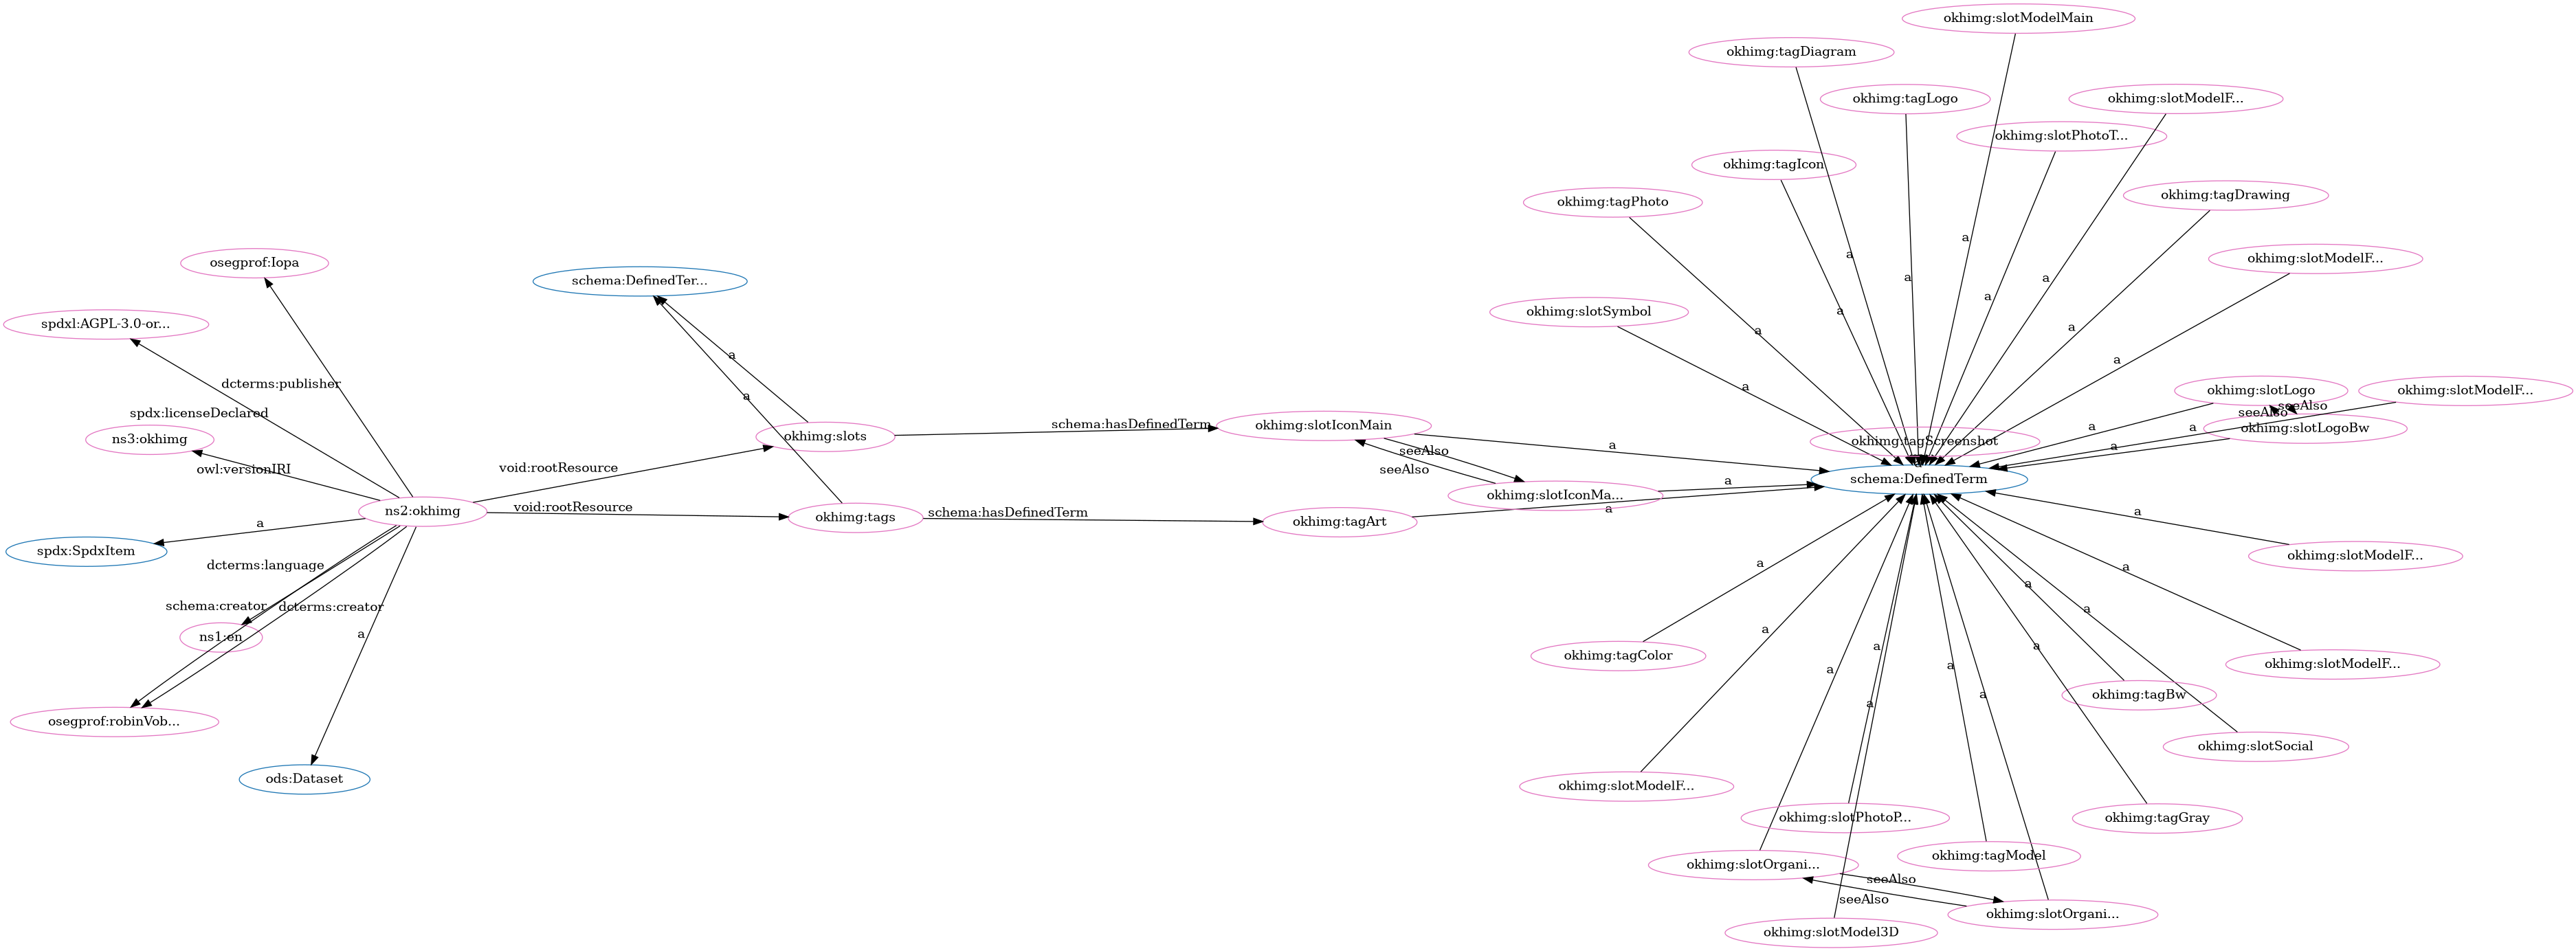 okhimg:slotModelMain
okhimg:tagDiagram
okhimg:tagLogo
okhimg:slotModelF...
okhimg:slotPhotoT...
okhimg:tagIcon
okhimg:tagDrawing
okhimg:tagPhoto
a
a
okhimg:slotModelF...
osegprof:Iopa
a
a
schema:DefinedTer...
a
a
okhimg:slotSymbol
spdxl:AGPL-3.0-or...
a
a
a
a
dcterms:publisher
a
a
okhimg:slotLogo
okhimg:slotModelF...
seeAlso
seeAlso
spdx:licenseDeclared
schema:hasDefinedTerm
okhimg:slotIconMain
a
a
okhimg:slotLogoBw
okhimg:slots
ns3:okhimg
okhimg:tagScreenshot
a
a
seeAlso
a
owl:versionIRI
void:rootResource
seeAlso
schema:DefinedTerm
a
okhimg:slotIconMa...
void:rootResource
a
ns2:okhimg
schema:hasDefinedTerm
a
okhimg:tags
okhimg:tagArt
a
spdx:SpdxItem
okhimg:slotModelF...
dcterms:language
a
a
a
schema:creator
dcterms:creator
a
a
a
ns1:en
a
a
a
okhimg:tagColor
a
okhimg:slotModelF...
a
a
okhimg:tagBw
a
osegprof:robinVob...
okhimg:slotSocial
ods:Dataset
okhimg:slotModelF...
okhimg:slotPhotoP...
okhimg:tagGray
okhimg:tagModel
okhimg:slotOrgani...
seeAlso
seeAlso
okhimg:slotOrgani...
okhimg:slotModel3D